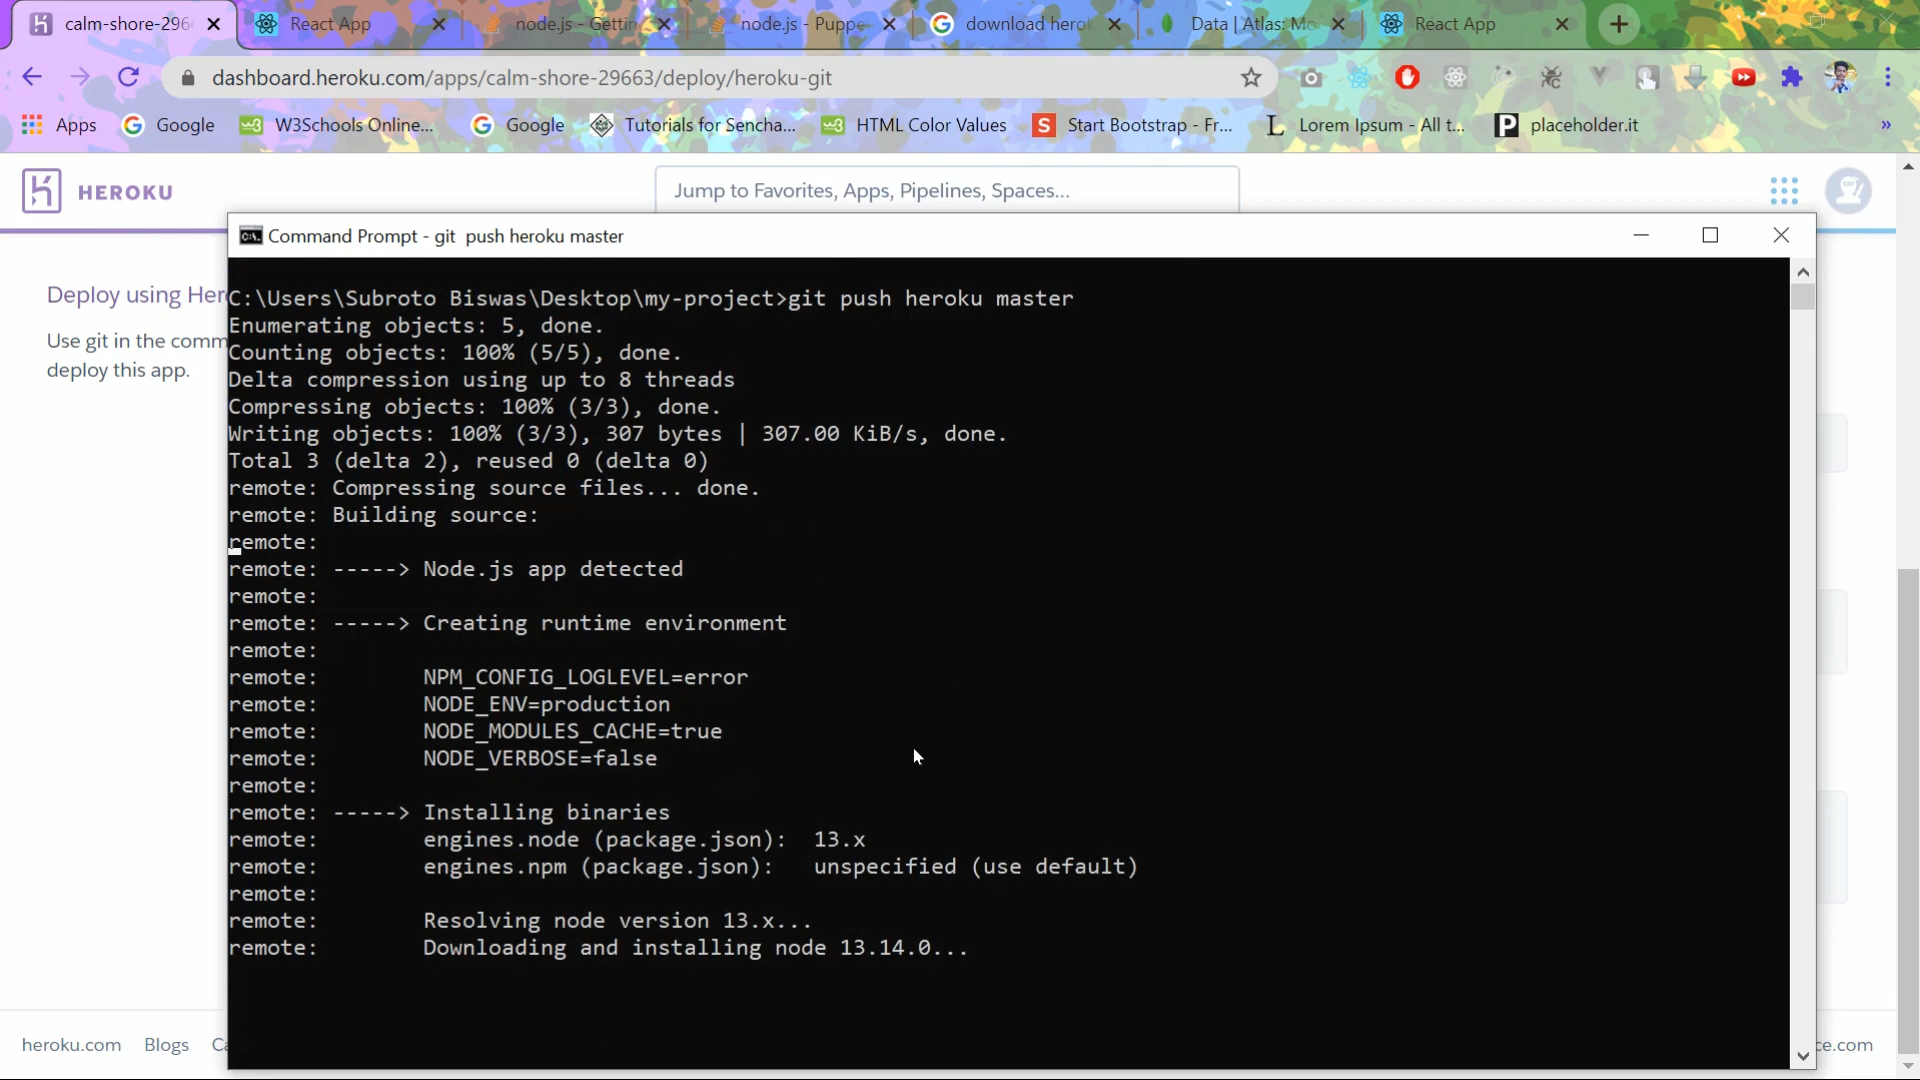 calm-shore-296
React App
node.js - Gettin
node.js - Puppe
download herok
Data | Atlas: Mo
React App
dashboard.heroku.com/apps/calm-shore-29663/deploy/heroku-git
Apps
Google
W3Schools Online...
Google
Tutorials for Sencha...
HTML Color Values
Start Bootstrap - Fr...
Lorem Ipsum - All t...
placeholder.it
HEROKU
Jump to Favorites, Apps, Pipelines, Spaces...
Command Prompt - git  push heroku master
Deploy using Her
Use git in the comm
deploy this app.
C:\Users\Subroto Biswas\Desktop\my-project>git push heroku master
Enumerating objects: 5, done.
Counting objects: 100% (5/5), done.
Delta compression using up to 8 threads
Compressing objects: 100% (3/3), done.
Writing objects: 100% (3/3), 307 bytes | 307.00 KiB/s, done.
Total 3 (delta 2), reused 0 (delta 0)
remote: Compressing source files... done.
remote: Building source:
remote:
remote: -----> Node.js app detected
remote:
remote: -----> Creating runtime environment
remote:
remote:        NPM_CONFIG_LOGLEVEL=error
remote:        NODE_ENV=production
remote:        NODE_MODULES_CACHE=true
remote:        NODE_VERBOSE=false
remote:
remote: -----> Installing binaries
remote:        engines.node (package.json):  13.x
remote:        engines.npm (package.json):   unspecified (use default)
remote:
remote:        Resolving node version 13.x...
remote:        Downloading and installing node 13.14.0...
heroku.com
Blogs
Ca
ce.com